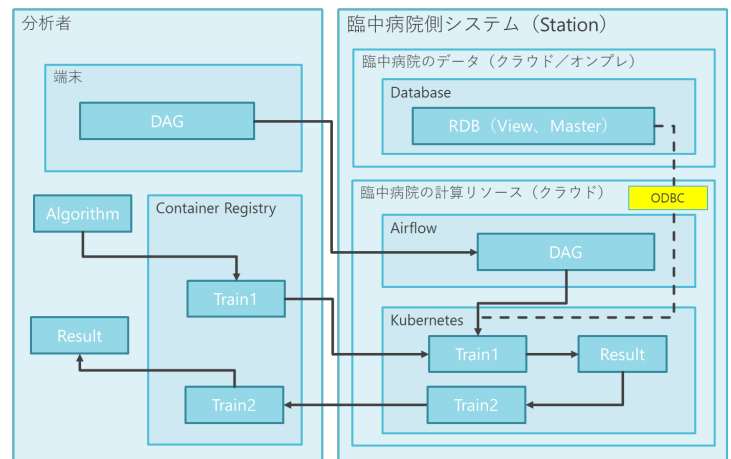 分析者
端末
DAG
Algorithm
Container Registry
Train1
Result
Train2
臨中病院側システム（Station）
臨中病院のデータ（クラウド／オンプレ）
Database
RDB（View、Master）
臨中病院の計算リソース（クラウド）
ODBC
Airflow
DAG
Kubernetes
Train1
Result
Train2